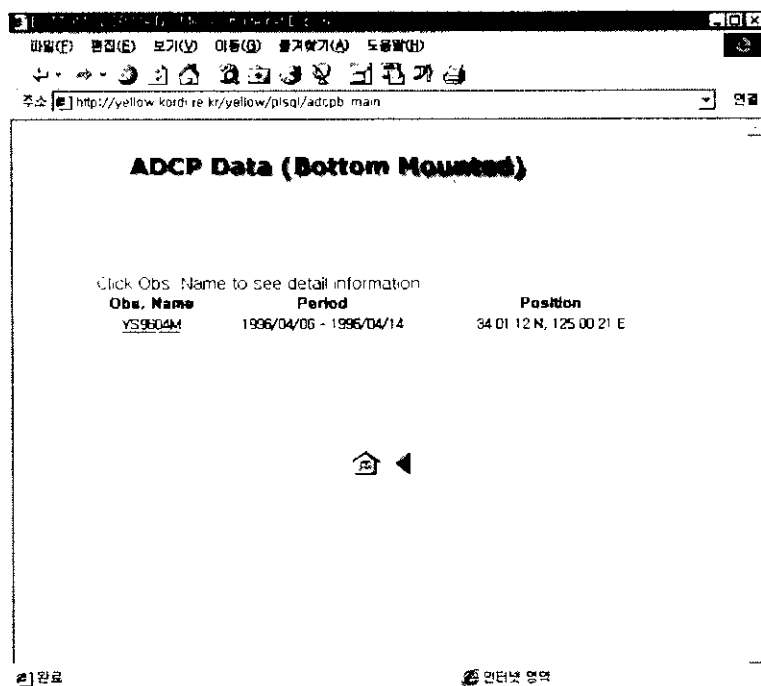 파일(F) 편집(E) 보기(V) 이동(G) 즐겨찾기(A) 도움말(H)
주소 http://yellow.kordi.re.kr/yellow/plsql/adcpb_main 연결
ADCP Data (Bottom Mounted)
Click Obs. Name to see detail information
Obs. Name Period Position
YS9604M 1996/04/06 - 1996/04/14 34 01 12 N, 125 00 21 E
완료 인터넷 영역